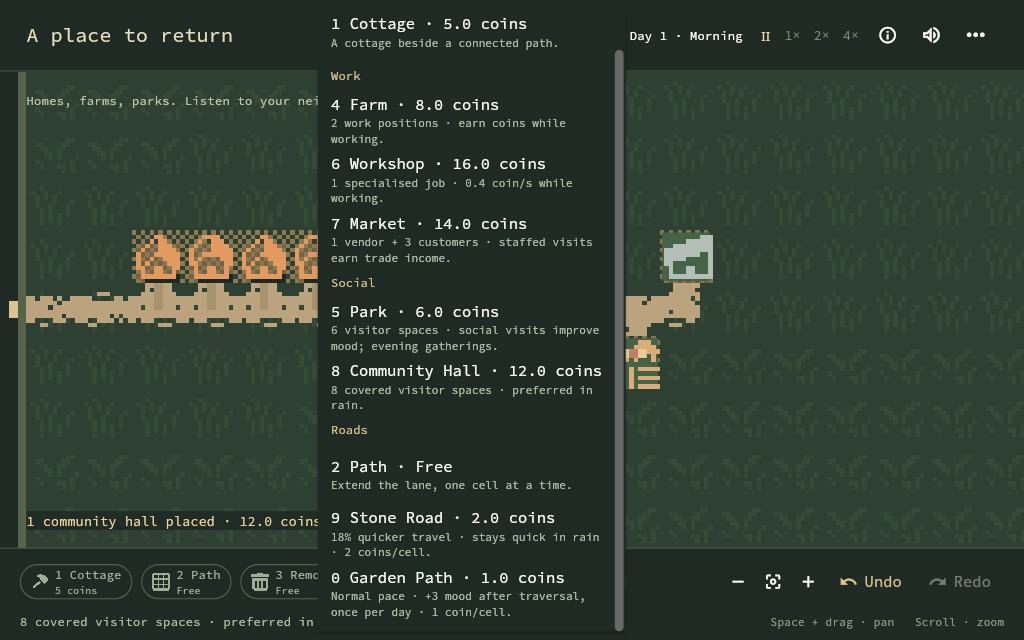 A place to return
Day 1 · Morning
1×
2×
4×
Homes, farms, parks. Listen to your nei
1 Cottage · 5.0 coins
A cottage beside a connected path.
Work
4 Farm · 8.0 coins
2 work positions · earn coins while
working.
6 Workshop · 16.0 coins
1 specialised job · 0.4 coin/s while
working.
7 Market · 14.0 coins
1 vendor + 3 customers · staffed visits
earn trade income.
Social
5 Park · 6.0 coins
6 visitor spaces · social visits improve
mood; evening gatherings.
8 Community Hall · 12.0 coins
8 covered visitor spaces · preferred in
rain.
Roads
2 Path · Free
Extend the lane, one cell at a time.
9 Stone Road · 2.0 coins
18% quicker travel · stays quick in rain
· 2 coins/cell.
0 Garden Path · 1.0 coins
Normal pace · +3 mood after traversal,
once per day · 1 coin/cell.
1 community hall placed · 12.0 coins
1 Cottage
5 coins
2 Path
Free
3 Remo
Free
Undo
Redo
8 covered visitor spaces · preferred in
Space + drag · pan
Scroll · zoom